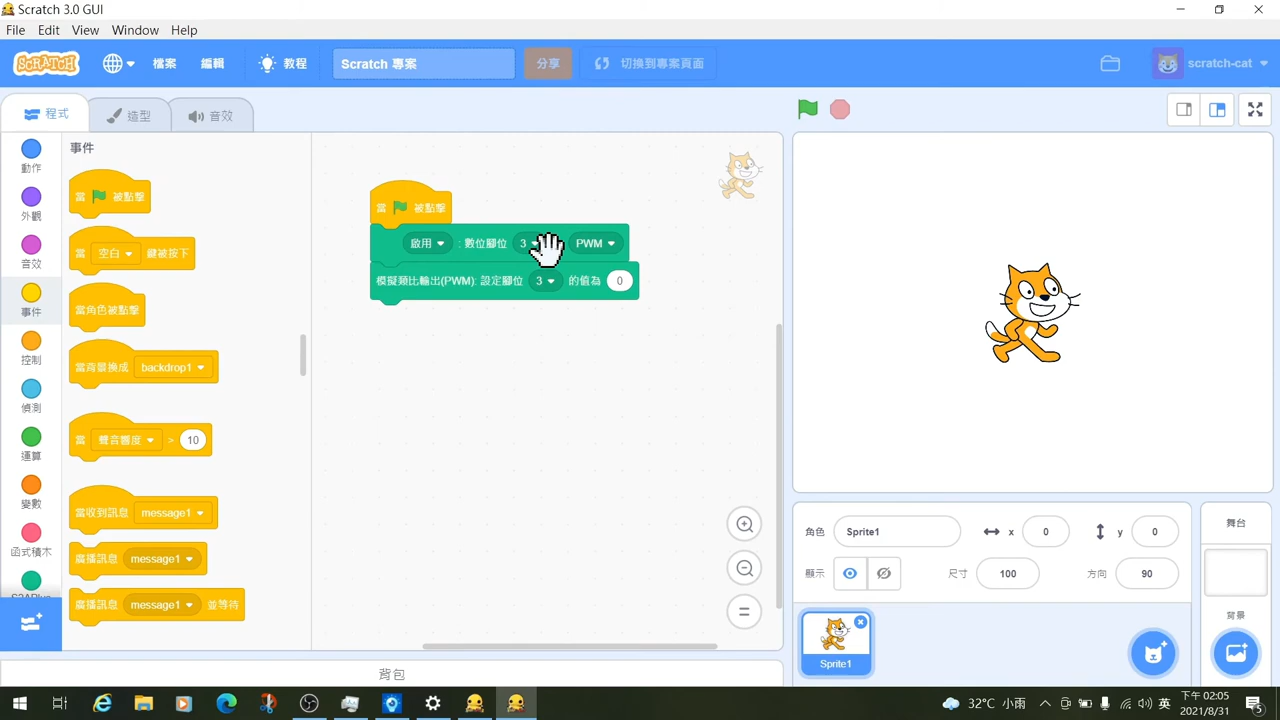 Scratch 3.0 GUI
File Edit View Window Help
SCRATCH 檔案 編輯 教程 Scratch 專案 分享 切換到專案頁面 scratch-cat
程式 造型 音效
動作
外觀
音效
事件
控制
偵測
運算
變數
函式積木
事件
當 被點擊
當 空白 鍵被按下
當角色被點擊
當背景換成 backdrop1
當 聲音響度 > 10
當收到訊息 message1
廣播訊息 message1
廣播訊息 message1 並等待
當 被點擊
啟用 : 數位腳位 3 PWM
模擬類比輸出(PWM): 設定腳位 3 的值為 0
背包
角色 Sprite1 x 0 y 0
顯示 尺寸 100 方向 90
Sprite1
舞台
背景
32°C 小雨 英 下午 02:05
2021/8/31
5